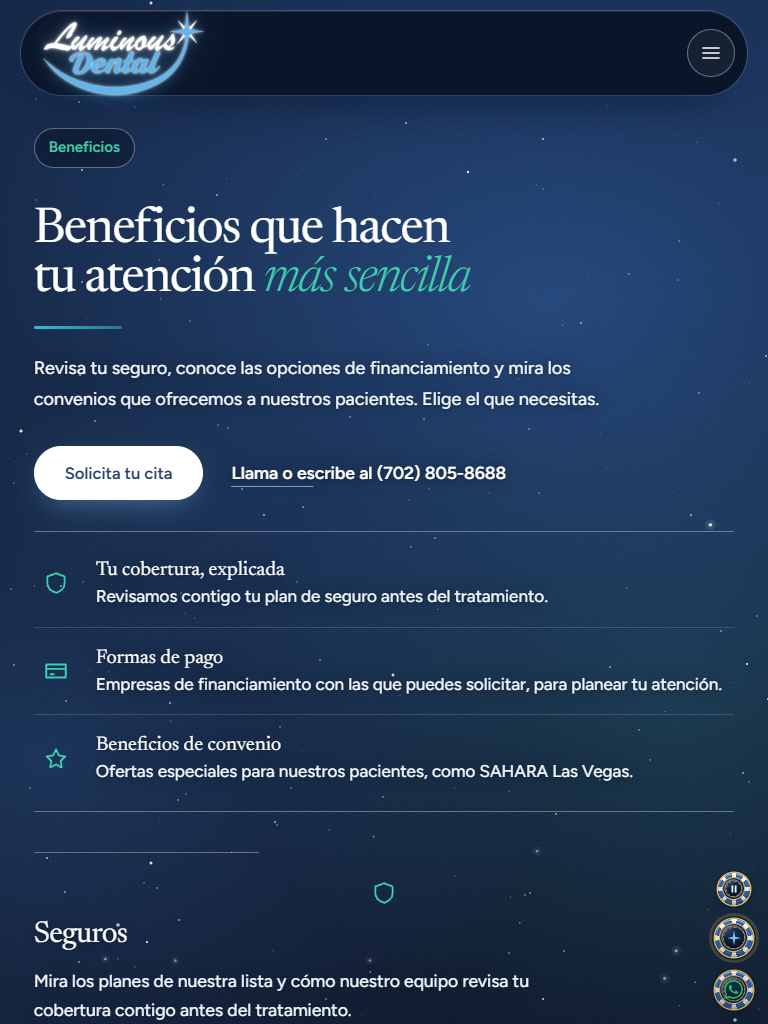 Luminous
Dental
Beneficios
Beneficios que hacen
tu atención más sencilla
Revisa tu seguro, conoce las opciones de financiamiento y mira los
convenios que ofrecemos a nuestros pacientes. Elige el que necesitas.
Solicita tu cita
Llama o escribe al (702) 805-8688
Tu cobertura, explicada
Revisamos contigo tu plan de seguro antes del tratamiento.
Formas de pago
Empresas de financiamiento con las que puedes solicitar, para planear tu atención.
Beneficios de convenio
Ofertas especiales para nuestros pacientes, como SAHARA Las Vegas.
Seguros
Mira los planes de nuestra lista y cómo nuestro equipo revisa tu
cobertura contigo antes del tratamiento.